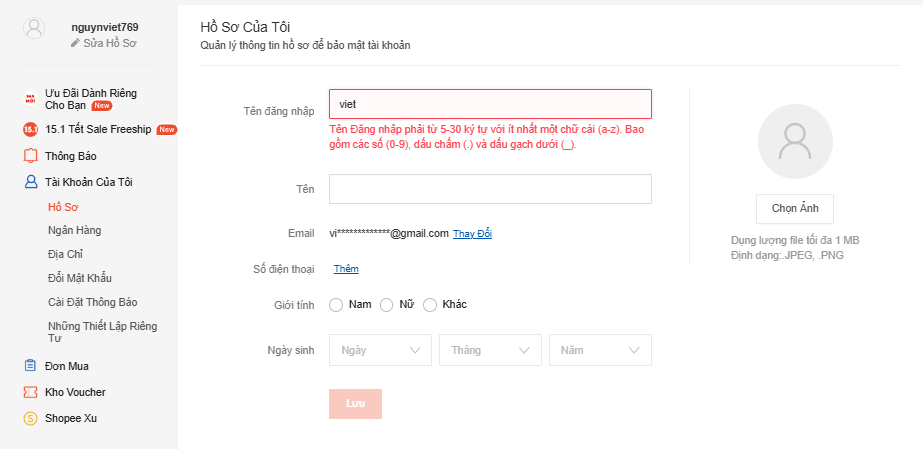 nguynviet769
Sửa Hồ Sơ
Ưu Đãi Dành Riêng
Cho Bạn New
15.1 15.1 Tết Sale Freeship New
Thông Báo
Tài Khoản Của Tôi
Hồ Sơ
Ngân Hàng
Địa Chỉ
Đổi Mật Khẩu
Cài Đặt Thông Báo
Những Thiết Lập Riêng
Tư
Đơn Mua
Kho Voucher
S Shopee Xu
Hồ Sơ Của Tôi
Quản lý thông tin hồ sơ để bảo mật tài khoản
Tên đăng nhập viet
Tên Đăng nhập phải từ 5-30 ký tự với ít nhất một chữ cái (a-z). Bao
gồm các số (0-9), dấu chấm (.) và dấu gạch dưới (_).
Tên
Email vi*************@gmail.com Thay Đổi
Số điện thoại Thêm
Giới tính Nam Nữ Khác
Ngày sinh Ngày Tháng Năm
Lưu
Chọn Ảnh
Dụng lượng file tối đa 1 MB
Định dạng:.JPEG, .PNG